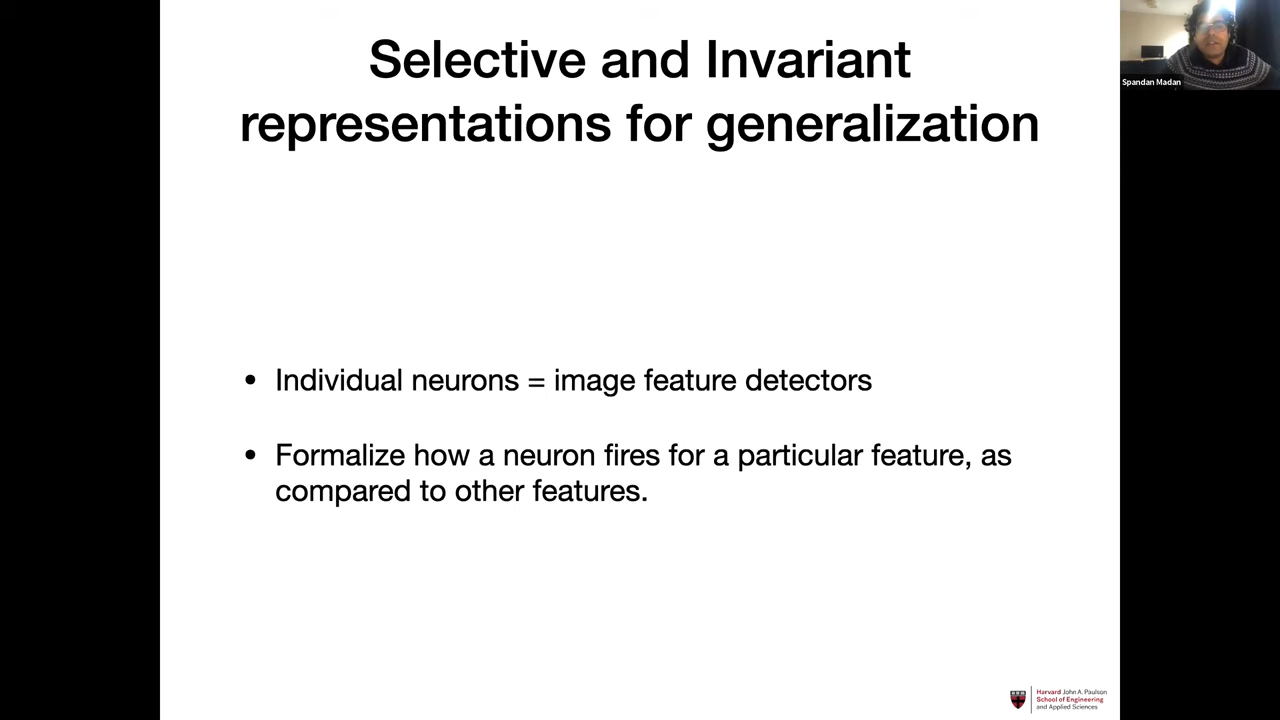 Selective and Invariant
representations for generalization
Spandan Madan
• Individual neurons = image feature detectors
• Formalize how a neuron fires for a particular feature, as
compared to other features.
Harvard John A. Paulson
School of Engineering
and Applied Sciences